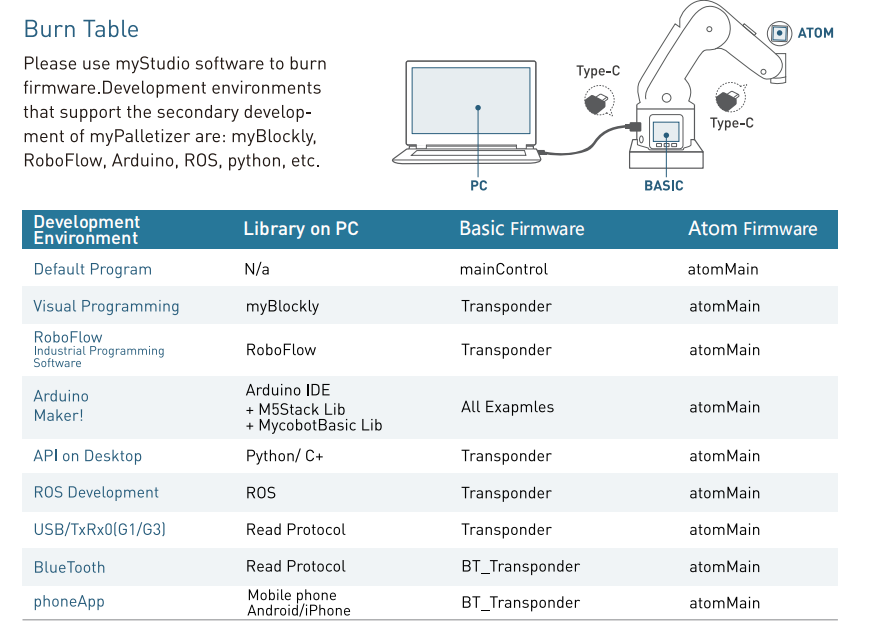 Burn Table
Please use myStudio software to burn
firmware.Development environments
that support the secondary develop-
ment of myPalletizer are: myBlockly,
RoboFlow, Arduino, ROS, python, etc.
ATOM
Type-C
Type-C
PC
BASIC
Development
Environment
Library on PC
Basic Firmware
Atom Firmware
Default Program
N/a
mainControl
atomMain
Visual Programming
myBlockly
Transponder
atomMain
RoboFlow
Industrial Programming
Software
RoboFlow
Transponder
atomMain
Arduino
Maker!
Arduino IDE
+ M5Stack Lib
+ MycobotBasic Lib
All Exapmles
atomMain
API on Desktop
Python/ C+
Transponder
atomMain
ROS Development
ROS
Transponder
atomMain
USB/TxRx0(G1/G3)
Read Protocol
Transponder
atomMain
BlueTooth
Read Protocol
BT_Transponder
atomMain
phoneApp
Mobile phone
Android/iPhone
BT_Transponder
atomMain